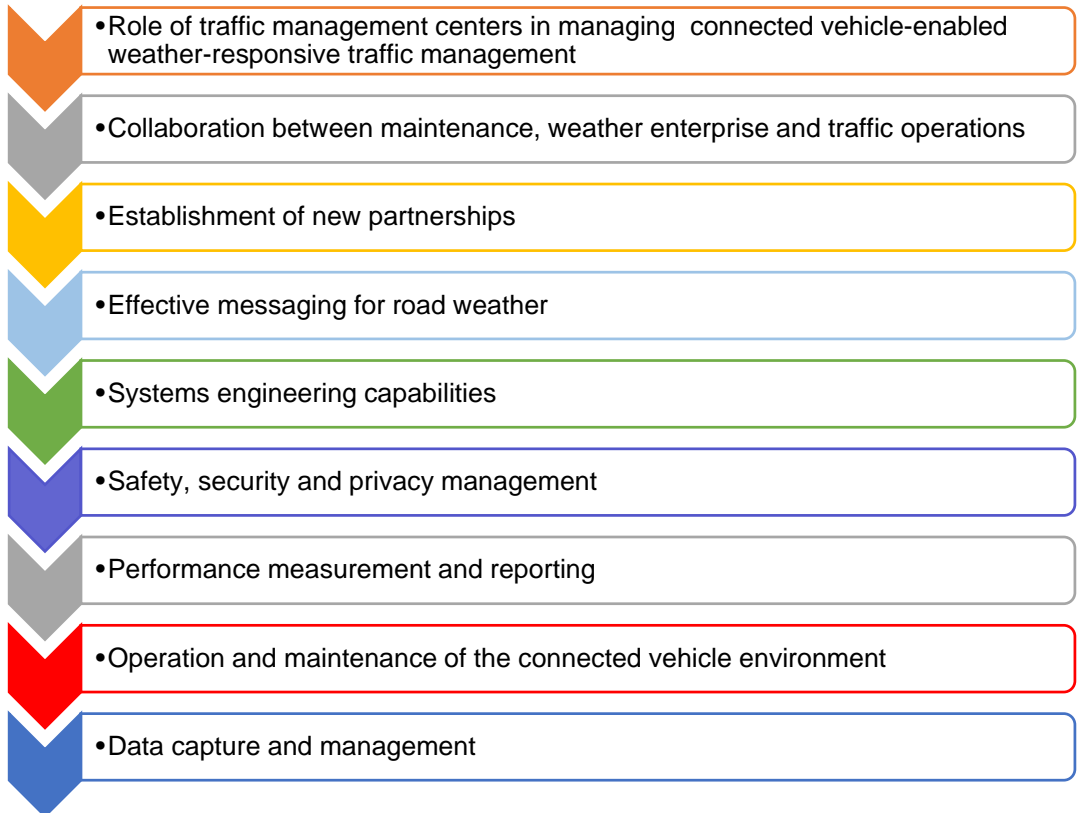 •Role of traffic management centers in managing connected vehicle-enabled
weather-responsive traffic management
•Collaboration between maintenance, weather enterprise and traffic operations
•Establishment of new partnerships
•Effective messaging for road weather
•Systems engineering capabilities
•Safety, security and privacy management
•Performance measurement and reporting
•Operation and maintenance of the connected vehicle environment
•Data capture and management